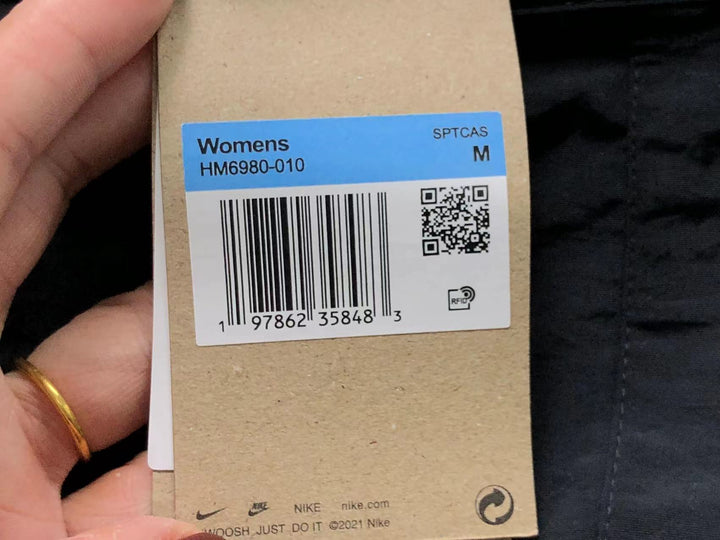 Womens
SPTCAS
HM6980-010
M
RFID
1 97862 35848 3
NIKE nike.com
WOOSH JUST DO IT ©2021 Nike